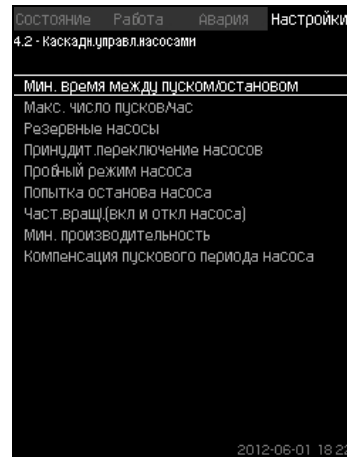 Состояние Работа Авария Настройки
4.2 - Каскадн.управл.насосами
Мин. время между пуском/остановом
Макс. число пусков/час
Резервные насосы
Принудит.переключение насосов
Пробный режим насоса
Попытка останова насоса
Част.вращ.(вкл и откл насоса)
Мин. производительность
Компенсация пускового периода насоса
2012-06-01 18:22